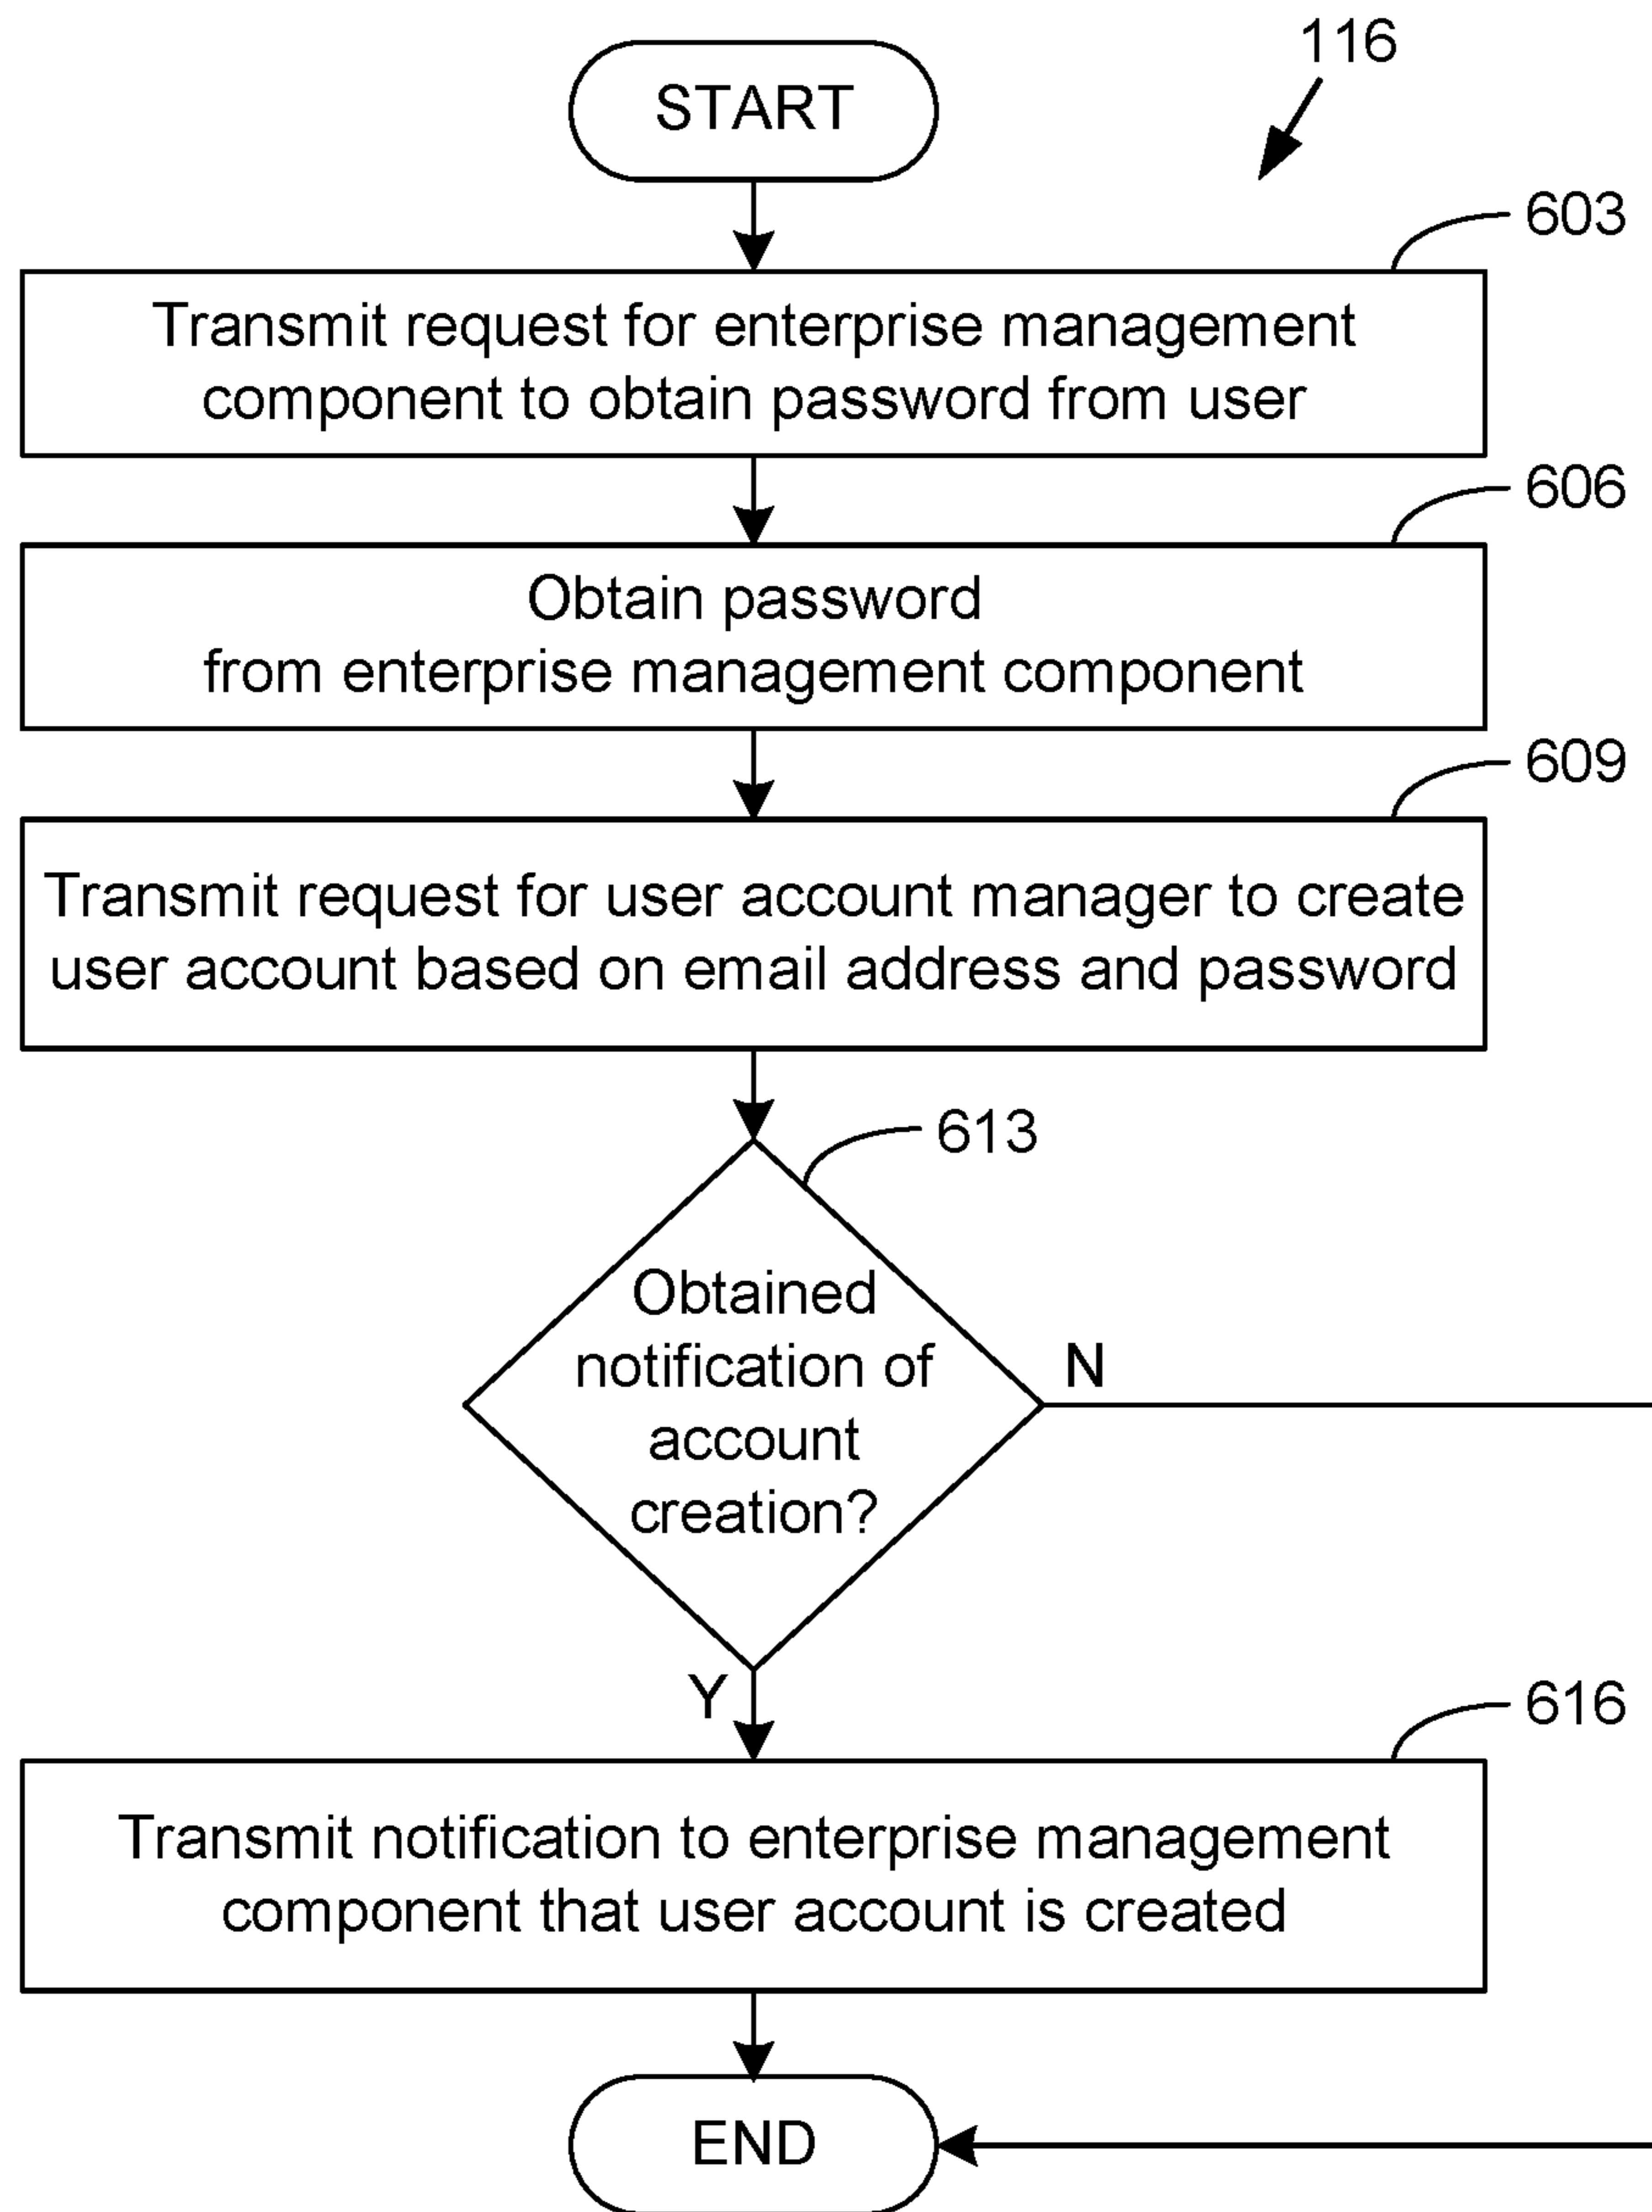 116
START
603
Transmit request for enterprise management
component to obtain password from user
606
Obtain password
from enterprise management component
609
Transmit request for user account manager to create
user account based on email address and password
613
Obtained
notification of
account
creation?
N
Y
616
Transmit notification to enterprise management
component that user account is created
END